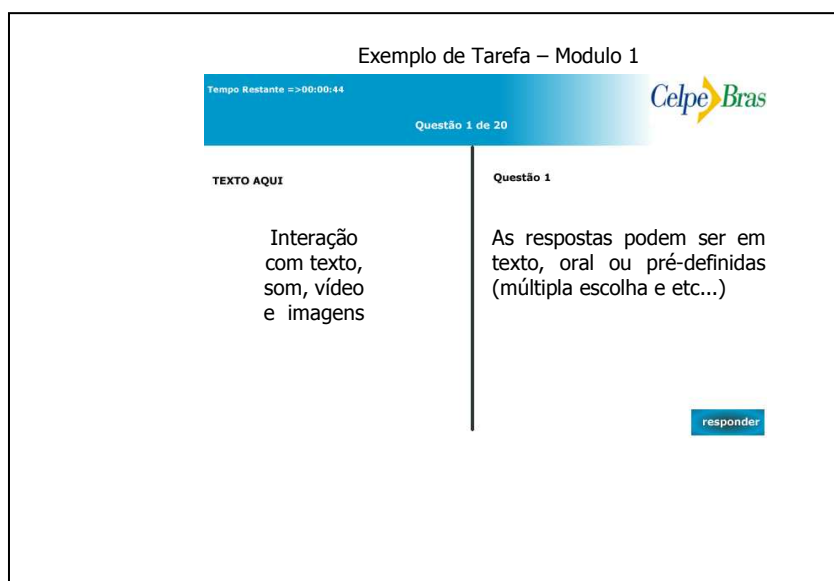 Exemplo de Tarefa – Modulo 1
Tempo Restante =>00:00:44
Celpe Bras
Questão 1 de 20
TEXTO AQUI
Interação
com texto,
som, vídeo
e imagens
Questão 1
As respostas podem ser em
texto, oral ou pré-definidas
(múltipla escolha e etc...)
responder